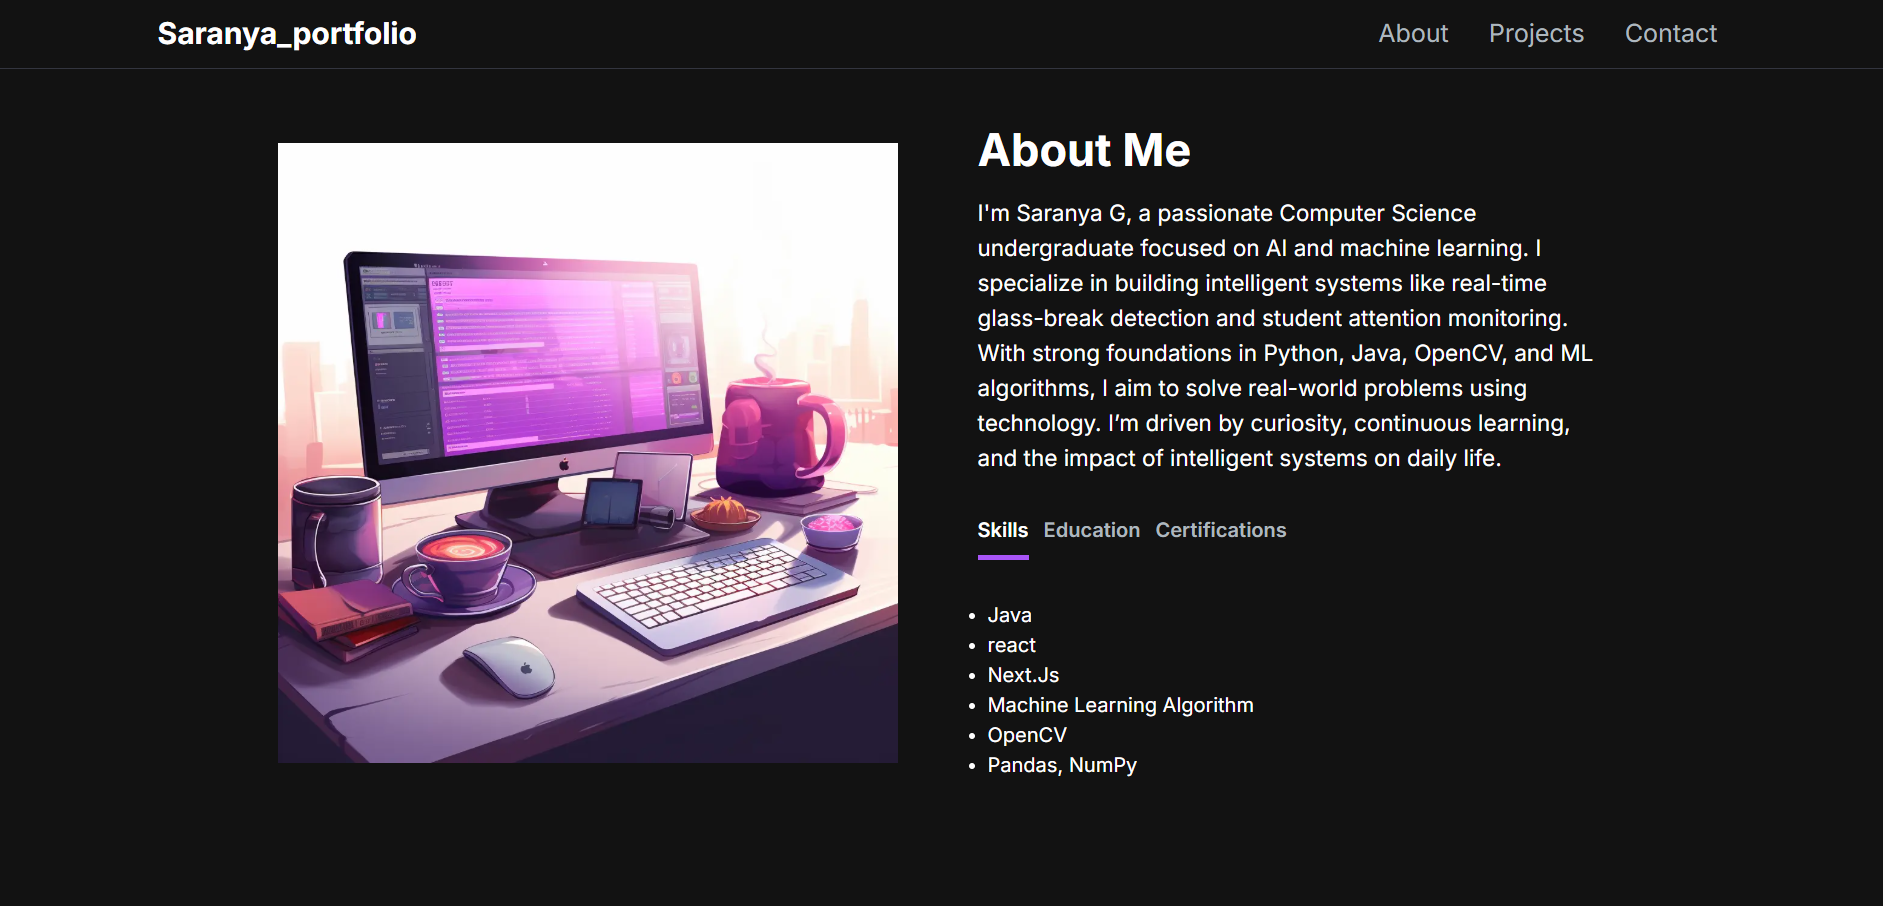 Saranya_portfolio
About Projects Contact
About Me
I'm Saranya G, a passionate Computer Science
undergraduate focused on AI and machine learning. I
specialize in building intelligent systems like real-time
glass-break detection and student attention monitoring.
With strong foundations in Python, Java, OpenCV, and ML
algorithms, I aim to solve real-world problems using
technology. I’m driven by curiosity, continuous learning,
and the impact of intelligent systems on daily life.
Skills Education Certifications
• Java
• react
• Next.Js
• Machine Learning Algorithm
• OpenCV
• Pandas, NumPy